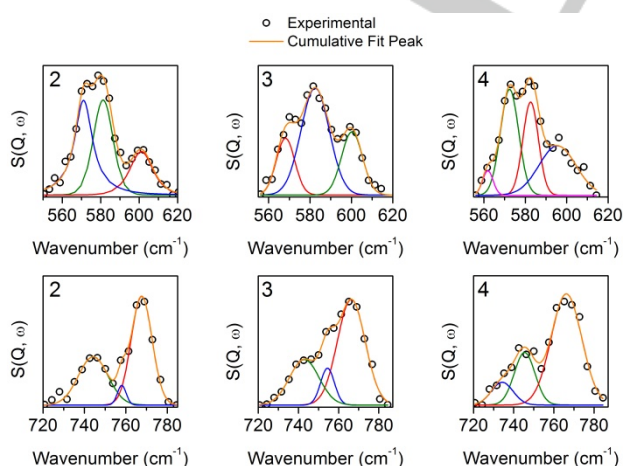 Experimental
Cumulative Fit Peak
2
3
4
S(Q, ω)
S(Q, ω)
S(Q, ω)
560 580 600 620
560 580 600 620
560 580 600 620
Wavenumber (cm⁻¹)
Wavenumber (cm⁻¹)
Wavenumber (cm⁻¹)
2
3
4
S(Q, ω)
S(Q, ω)
S(Q, ω)
720 740 760 780
720 740 760 780
720 740 760 780
Wavenumber (cm⁻¹)
Wavenumber (cm⁻¹)
Wavenumber (cm⁻¹)